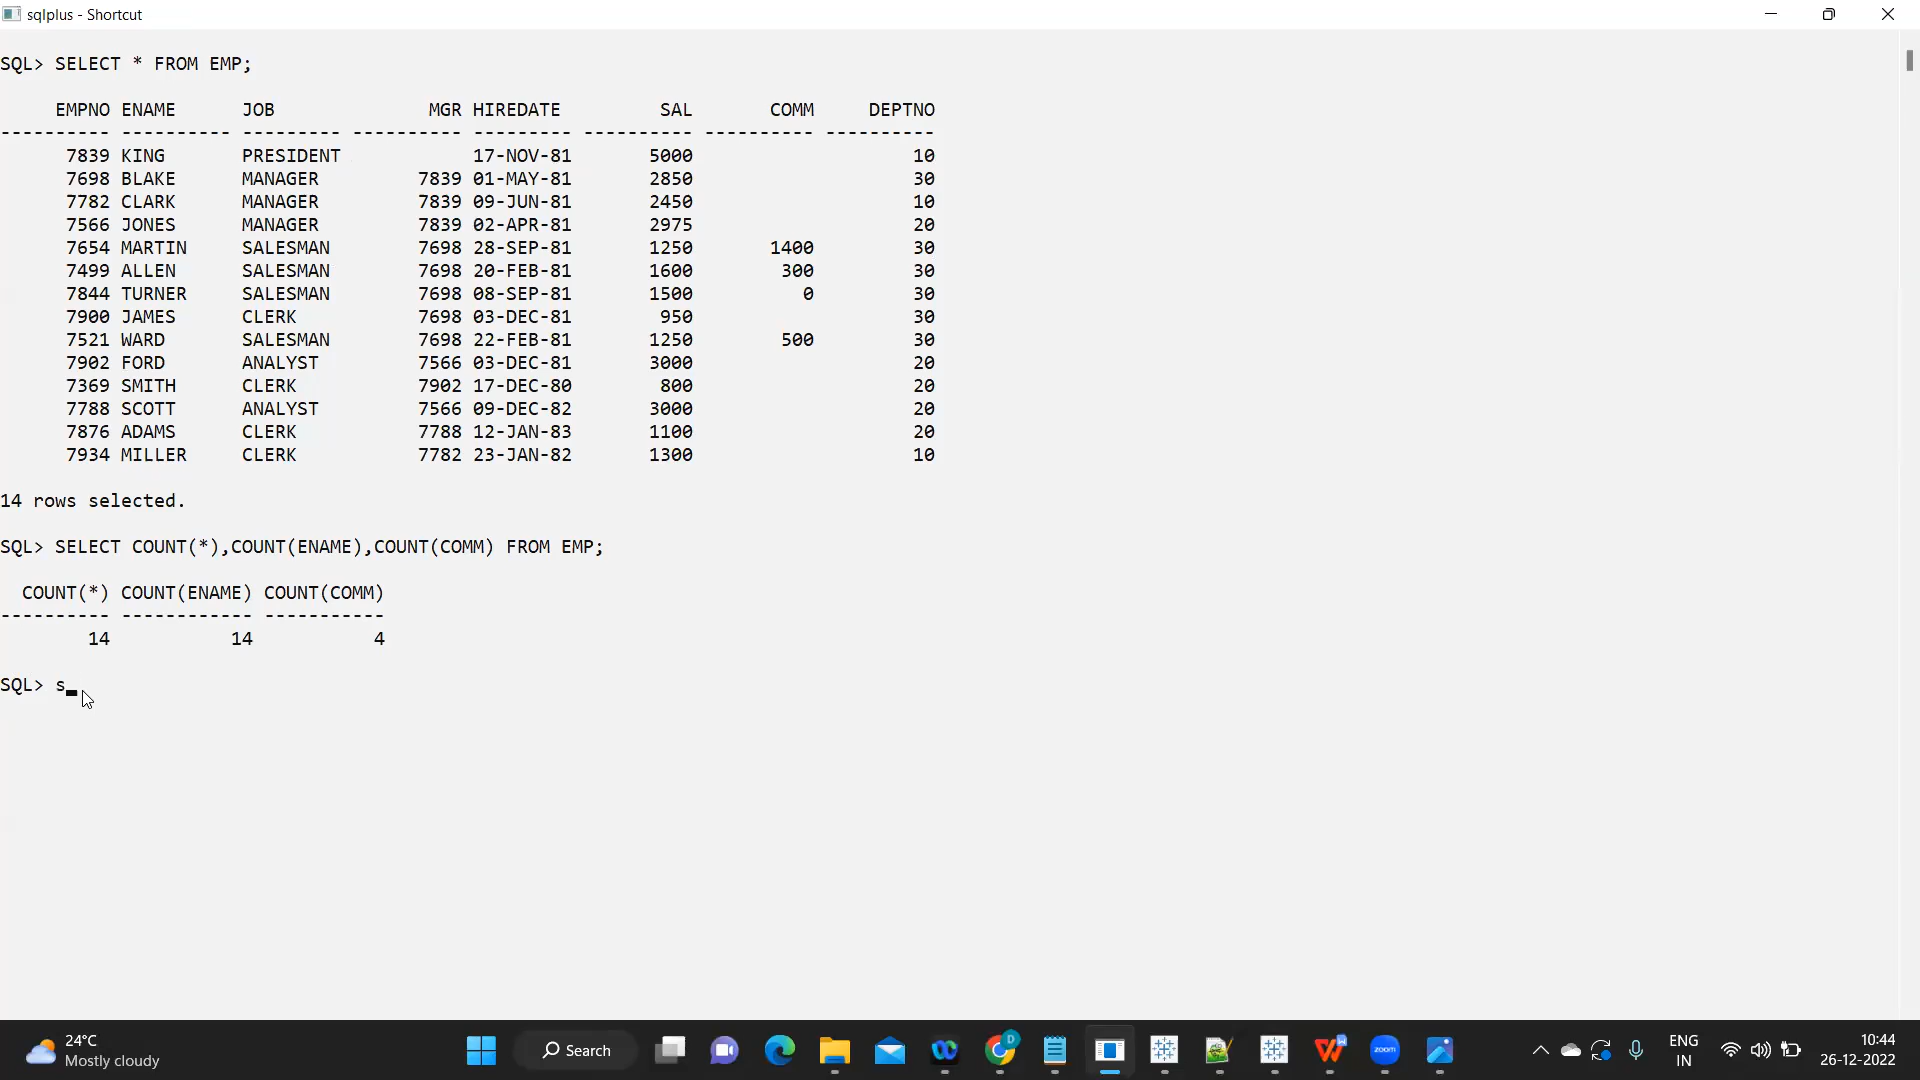 sqlplus - Shortcut
SQL> SELECT * FROM EMP;
     EMPNO ENAME      JOB              MGR HIREDATE         SAL       COMM     DEPTNO
---------- ---------- --------- ---------- --------- ---------- ---------- ----------
      7839 KING       PRESIDENT            17-NOV-81       5000                    10
      7698 BLAKE      MANAGER         7839 01-MAY-81       2850                    30
      7782 CLARK      MANAGER         7839 09-JUN-81       2450                    10
      7566 JONES      MANAGER         7839 02-APR-81       2975                    20
      7654 MARTIN     SALESMAN        7698 28-SEP-81       1250       1400         30
      7499 ALLEN      SALESMAN        7698 20-FEB-81       1600        300         30
      7844 TURNER     SALESMAN        7698 08-SEP-81       1500          0         30
      7900 JAMES      CLERK           7698 03-DEC-81        950                    30
      7521 WARD       SALESMAN        7698 22-FEB-81       1250        500         30
      7902 FORD       ANALYST         7566 03-DEC-81       3000                    20
      7369 SMITH      CLERK           7902 17-DEC-80        800                    20
      7788 SCOTT      ANALYST         7566 09-DEC-82       3000                    20
      7876 ADAMS      CLERK           7788 12-JAN-83       1100                    20
      7934 MILLER     CLERK           7782 23-JAN-82       1300                    10
14 rows selected.
SQL> SELECT COUNT(*),COUNT(ENAME),COUNT(COMM) FROM EMP;
  COUNT(*) COUNT(ENAME) COUNT(COMM)
---------- ------------ -----------
        14           14           4
SQL> s_
24°C
Mostly cloudy
Search
D
W
zoom
ENG
IN
10:44
26-12-2022